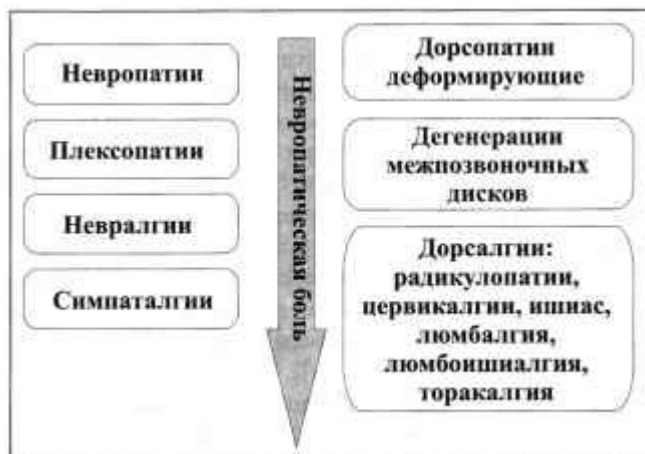 Невропатии
Плексопатии
Невралгии
Симпаталгии
Невропатическая боль
Дорсопатии
деформирующие
Дегенерации
межпозвоночных
дисков
Дорсалгии:
радикулопатии,
цервикалгии, ишиас,
люмбалгия,
люмбоишиалгия,
торакалгия